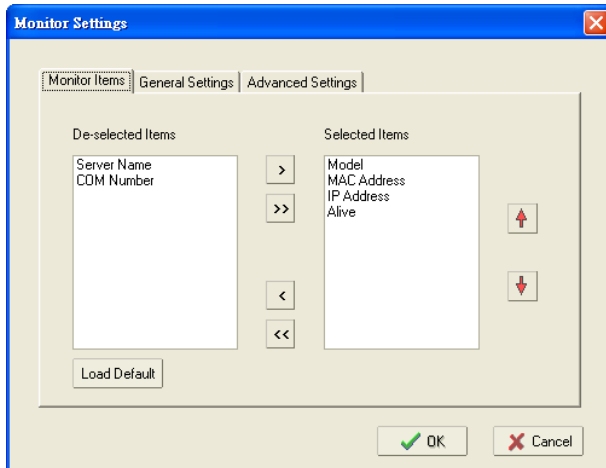 Monitor Settings
Monitor Items General Settings Advanced Settings
De-selected Items
Server Name
COM Number
>
>>
<
<<
Selected Items
Model
MAC Address
IP Address
Alive
Load Default
OK
Cancel